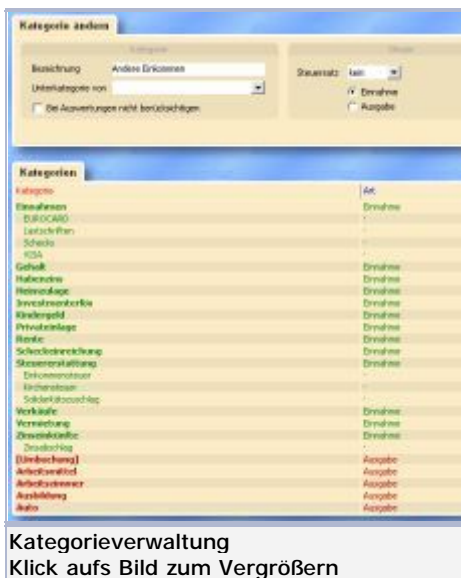 Kategorie ändern
Kategorie
Steuer
Bezeichnung Andere Einkommen
Steuersatz kein
Unterkategorie von
Einnahme
Bei Auswertungen nicht berücksichtigen
Ausgabe
Kategorien
Kategorie Art
Einnahmen Einnahme
EUROCARD -
Lastschriften -
Schecks -
VISA -
Gehalt Einnahme
Habenzins Einnahme
Heimzulage Einnahme
Einnahme
Kindergeld Einnahme
Privateinlage Einnahme
Rente Einnahme
Scheckeinreichung Einnahme
Steuererstattung Einnahme
Einkommensteuer -
Kirchensteuer -
Solidaritätszuschlag -
Verkäufe Einnahme
Vermietung Einnahme
Zinseinkünfte Einnahme
Zinsabschlag -
[Umbuchung] Ausgabe
Arbeitsmittel Ausgabe
Arbeitszimmer Ausgabe
Ausbildung Ausgabe
Auto Ausgabe
Kategorieverwaltung
Klick aufs Bild zum Vergrößern